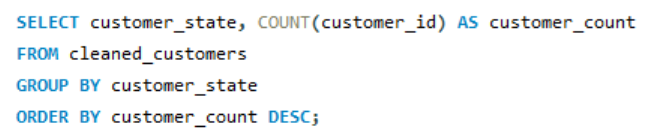 SELECT customer_state, COUNT(customer_id) AS customer_count
FROM cleaned_customers
GROUP BY customer_state
ORDER BY customer_count DESC;